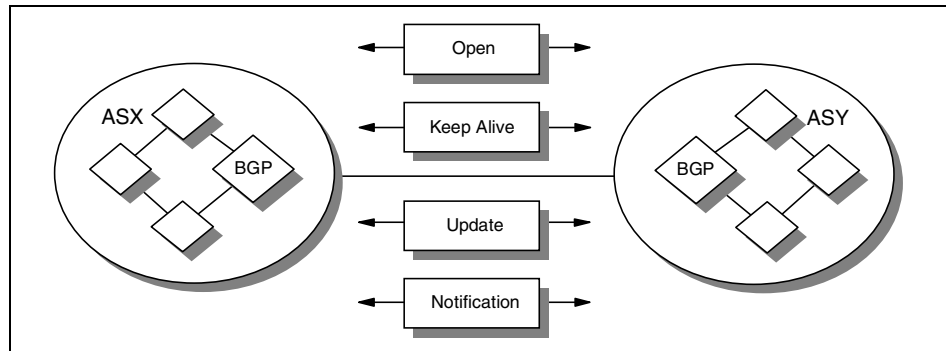 Open
ASX
Keep Alive
ASY
BGP
BGP
Update
Notification